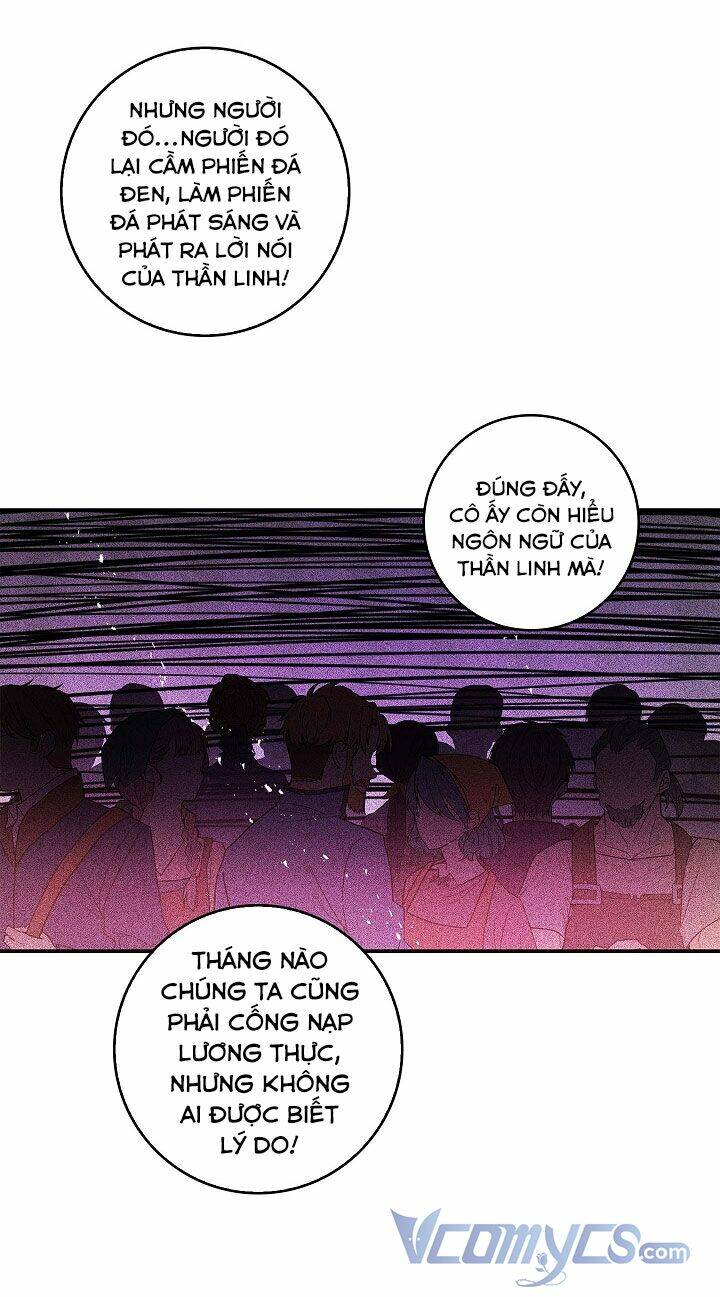 NHƯNG NGƯỜI
ĐÓ...NGƯỜI ĐÓ
LẠI CẦM PHIẾN ĐÁ
ĐEN, LÀM PHIẾN
ĐÁ PHÁT SÁNG VÀ
PHÁT RA LỜI NÓI
CỦA THẦN LINH!
ĐÚNG ĐẤY,
CÔ ẤY CÒN HIỂU
NGÔN NGỮ CỦA
THẦN LINH MÀ!
THÁNG NÀO
CHÚNG TA CŨNG
PHẢI CỐNG NẠP
LƯƠNG THỰC,
NHƯNG KHÔNG
AI ĐƯỢC BIẾT
LÝ DO!
VCOMYCS.com